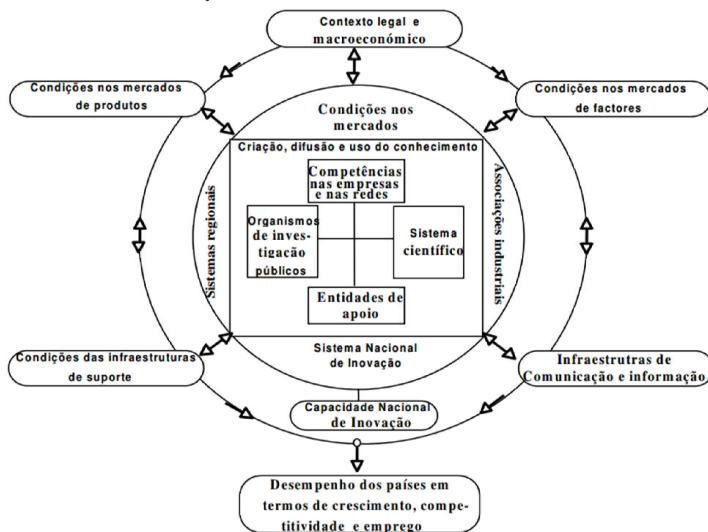 Contexto legal e
macroeconómico
Condições nos mercados
de produtos
Condições nos mercados
de factores
Condições nos
mercados
Criação, difusão e uso do conhecimento
Competências
nas empresas
e nas redes
Sistemas regionais
Organismos
de inves-
tigacão
públicos
Sistema
científico
Associações industriais
Entidades de
apoio
Condições das infraestruturas
de suporte
Sistema Nacional
de Inovação
Infraestrutras de
Comunicação e informação
Capacidade Nacional
de Inovação
Desempenho dos países em
termos de crescimento, compe-
titividade e emprego